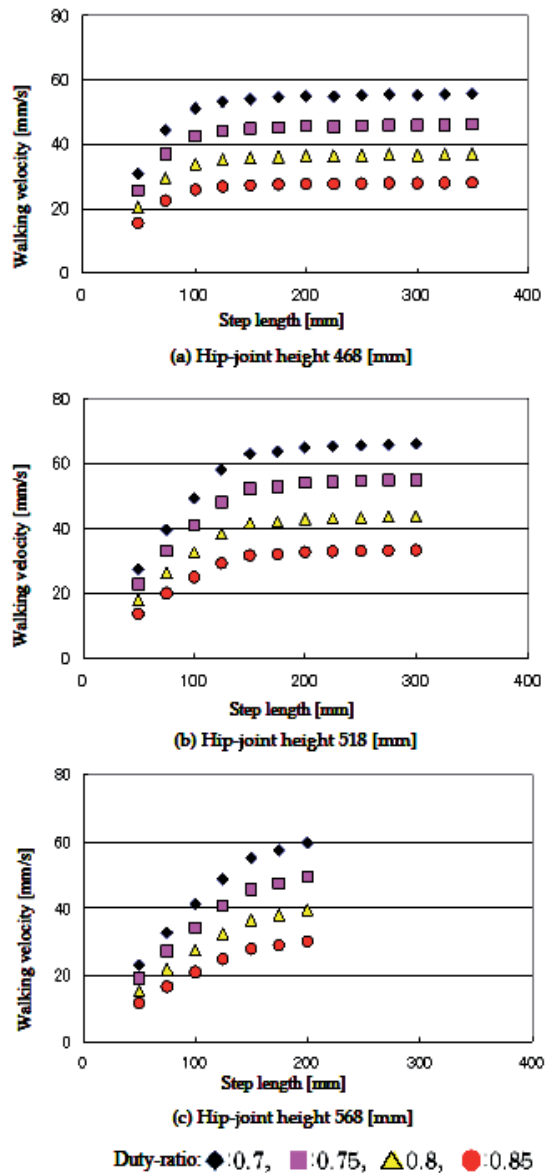 80
60
40
20
0
Walking velocity [mm/s]
0 100 200 300 400
Step length [mm]
(a) Hip-joint height 468 [mm]
80
60
40
20
0
Walking velocity [mm/s]
0 100 200 300 400
Step length [mm]
(b) Hip-joint height 518 [mm]
80
60
40
20
0
Walking velocity [mm/s]
0 100 200 300 400
Step length [mm]
(c) Hip-joint height 568 [mm]
Duty-ratio: ◆:0.7, ■:0.75, △:0.8, ●:0.85